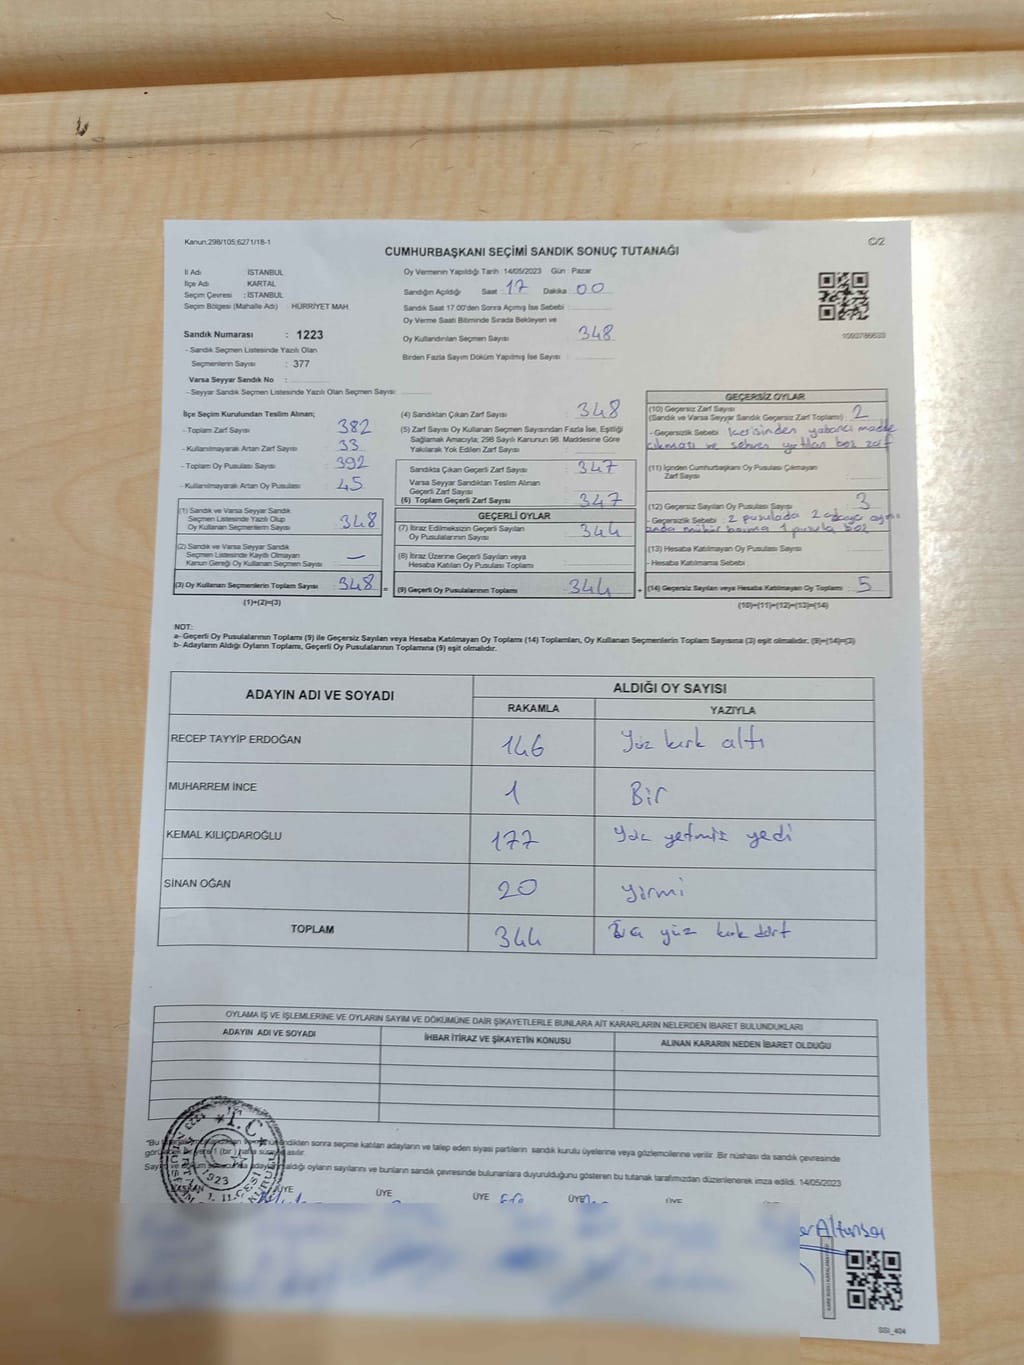 Kanun:298/105;6271/18-1
C/2
CUMHURBAŞKANI SEÇİMİ SANDIK SONUÇ TUTANAĞI
İl Adı İSTANBUL
İlçe Adı KARTAL
Seçim Çevresi : İSTANBUL
Seçim Bölgesi (Mahalle Adı) : HÜRRİYET MAH
Sandık Numarası : 1223
- Sandık Seçmen Listesinde Yazılı Olan
Seçmenlerin Sayısı : 377
Varsa Seyyar Sandık No :
- Seyyar Sandık Seçmen Listesinde Yazılı Olan Seçmen Sayısı:
Oy Vermenin Yapıldığı Tarih : 14/05/2023 Gün : Pazar
Sandığın Açıldığı Saat : 17 Dakika : 00
Sandık Saat 17:00'den Sonra Açımış İse Sebebi :
Oy Verme Saati Bitiminde Sırada Bekleyen ve
Oy Kullandırılan Seçmen Sayısı : 348
Birden Fazla Sayım Döküm Yapılmış İse Sayısı :
1093786633
İlçe Seçim Kurulundan Teslim Alınan;
- Toplam Zarf Sayısı : 382
- Kullanılmayarak Artan Zarf Sayısı : 33
- Toplam Oy Pusulası Sayısı : 392
- Kullanılmayarak Artan Oy Pusulası : 45
(1) Sandık ve Varsa Seyyar Sandık
Seçmen Listesinde Yazılı Olup
Oy Kullanan Seçmenlerin Sayısı : 348
(2) Sandık ve Varsa Seyyar Sandık
Seçmen Listesinde Kayıtlı Olmayan
Kanun Gereği Oy Kullanan Seçmen Sayısı : —
(3) Oy Kullanan Seçmenlerin Toplam Sayısı : 348 =
(1)+(2)=(3)
(4) Sandıktan Çıkan Zarf Sayısı : 348
(5) Zarf Sayısı Oy Kullanan Seçmen Sayısından Fazla İse, Eşitliği
Sağlamak Amacıyla; 298 Sayılı Kanunun 98. Maddesine Göre
Yakılarak Yok Edilen Zarf Sayısı :
Sandıkta Çıkan Geçerli Zarf Sayısı : 347
Varsa Seyyar Sandıktan Teslim Alınan
Geçerli Zarf Sayısı :
(6) Toplam Geçerli Zarf Sayısı : 347
GEÇERLİ OYLAR
(7) İtiraz Edilmeksizin Geçerli Sayılan
Oy Pusulalarının Sayısı : 344
(8) İtiraz Üzerine Geçerli Sayılan veya
Hesaba Katılan Oy Pusulası Toplamı :
(9) Geçerli Oy Pusulalarının Toplamı : 344 +
GEÇERSİZ OYLAR
(10) Geçersiz Zarf Sayısı
(Sandık ve Varsa Seyyar Sandık Geçersiz Zarf Toplamı) : 2
- Geçersizlik Sebebi : İçerisinden yabancı madde
çıkması ve sehven yırtılan boş zarf
(11) İçinden Cumhurbaşkanı Oy Pusulası Çıkmayan
Zarf Sayısı :
(12) Geçersiz Sayılan Oy Pusulası Sayısı : 3
- Geçersizlik Sebebi : 2 pusulada 2 adaya aynı
anda mühür basma 1 pusula boş
(13) Hesaba Katılmayan Oy Pusulası Sayısı :
- Hesaba Katılmama Sebebi :
(14) Geçersiz Sayılan veya Hesaba Katılmayan Oy Toplamı : 5
(10)+(11)+(12)+(13)=(14)
NOT:
a- Geçerli Oy Pusulalarının Toplamı (9) ile Geçersiz Sayılan veya Hesaba Katılmayan Oy Toplamı (14) Toplamları, Oy Kullanan Seçmenlerin Toplam Sayısına (3) eşit olmalıdır. (9)+(14)=(3)
b- Adayların Aldığı Oyların Toplamı, Geçerli Oy Pusulalarının Toplamına (9) eşit olmalıdır.
ADAYIN ADI VE SOYADI ALDIĞI OY SAYISI
RAKAMLA YAZIYLA
RECEP TAYYİP ERDOĞAN 146 Yüz kırk altı
MUHARREM İNCE 1 Bir
KEMAL KILIÇDAROĞLU 177 Yüz yetmiş yedi
SİNAN OĞAN 20 Yirmi
TOPLAM 344 Üç yüz kırk dört
OYLAMA İŞ VE İŞLEMLERİNE VE OYLARIN SAYIM VE DÖKÜMÜNE DAİR ŞİKAYETLERLE BUNLARA AİT KARARLARIN NELERDEN İBARET BULUNDUKLARI
ADAYIN ADI VE SOYADI İHBAR İTİRAZ VE ŞİKAYETİN KONUSU ALINAN KARARIN NEDEN İBARET OLDUĞU
"Bu sonra seçime katılan adayların ve talep eden siyasi partilerin sandık kurulu üyelerine veya gözlemcilerine verilir. Bir nüshası da sandık çevresinde
aldığı oyların sayılarını ve bunların sandık çevresinde bulunanlara duyurulduğunu gösteren bu tutanak tarafımızdan düzenlenerek imza edildi. 14/05/2023
BAŞKAN ÜYE ÜYE ÜYE ÜYE ÜYE
T.C
1923
SSI_404